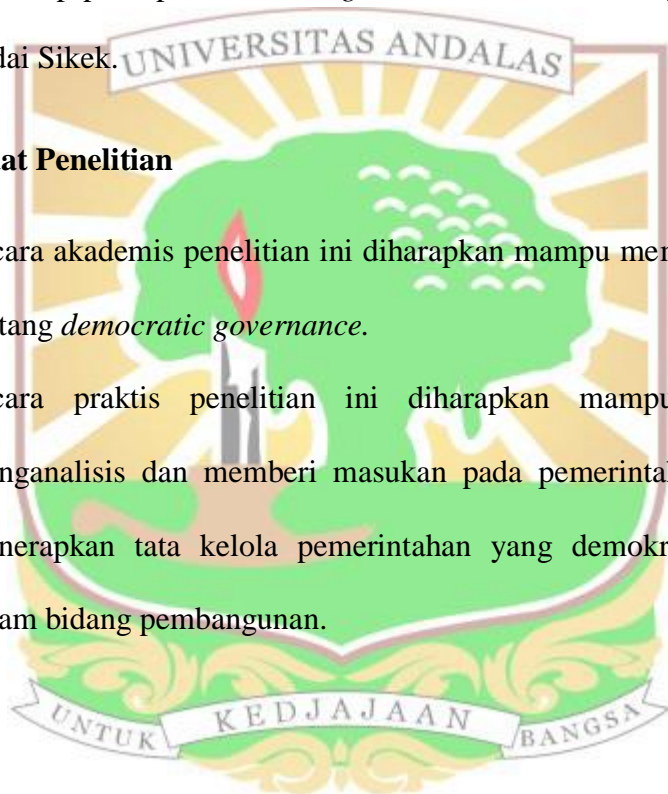 dai Sikek.
UNIVERSITAS ANDALAS
at Penelitian
cara akademis penelitian ini diharapkan mampu mer
tang democratic governance.
cara praktis penelitian ini diharapkan mampu
nganalisis dan memberi masukan pada pemerintal
nerapkan tata kelola pemerintahan yang demokr
am bidang pembangunan.
UNTUK KEDJAJAAN BANGSA